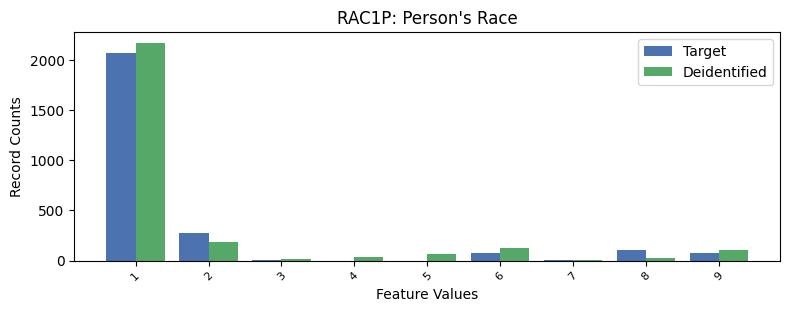 RAC1P: Person's Race
Target
Deidentified
Record Counts
2000
1500
1000
500
0
1 2 3 4 5 6 7 8 9
Feature Values